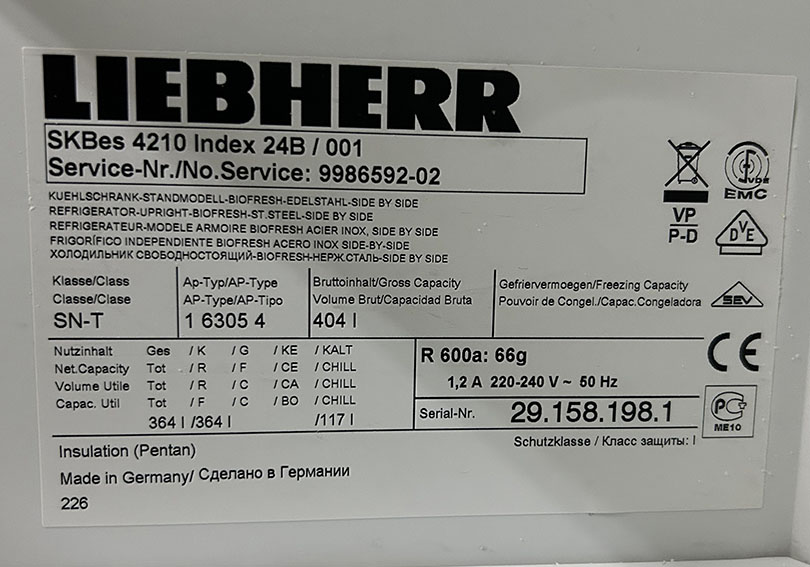 LIEBHERR
SKBes 4210 Index 24B / 001
Service-Nr./No.Service: 9986592-02
KUEHLSCHRANK-STANDMODELL-BIOFRESH-EDELSTAHL-SIDE BY SIDE
REFRIGERATOR-UPRIGHT-BIOFRESH-ST.STEEL-SIDE BY SIDE
REFRIGERATEUR-MODELE ARMOIRE BIOFRESH ACIER INOX, SIDE BY SIDE
FRIGORÍFICO INDEPENDIENTE BIOFRESH ACERO INOX SIDE-BY-SIDE
ХОЛОДИЛЬНИК СВОБОДНОСТОЯЩИЙ-BIOFRESH-НЕРЖ.СТАЛЬ-SIDE BY SIDE
VDE
EMC
VP
P-D
DVE
Klasse/Class Ap-Typ/AP-Type Bruttoinhalt/Gross Capacity Gefriervermoegen/Freezing Capacity
Classe/Clase AP-Type/AP-Tipo Volume Brut/Capacidad Bruta Pouvoir de Congel./Capac.Congeladora
SN-T 1 6305 4 404 l
SEV
Nutzinhalt Ges / K / G / KE / KALT
Net.Capacity Tot / R / F / CE / CHILL
Volume Utile Tot / R / C / CA / CHILL
Capac. Util Tot / F / C / BO / CHILL
364 l /364 l /117 l
R 600a: 66g
1,2 A 220-240 V ~ 50 Hz
CE
Serial-Nr. 29.158.198.1
PC
ME10
Schutzklasse / Класс защиты: I
Insulation (Pentan)
Made in Germany/ Сделано в Германии
226